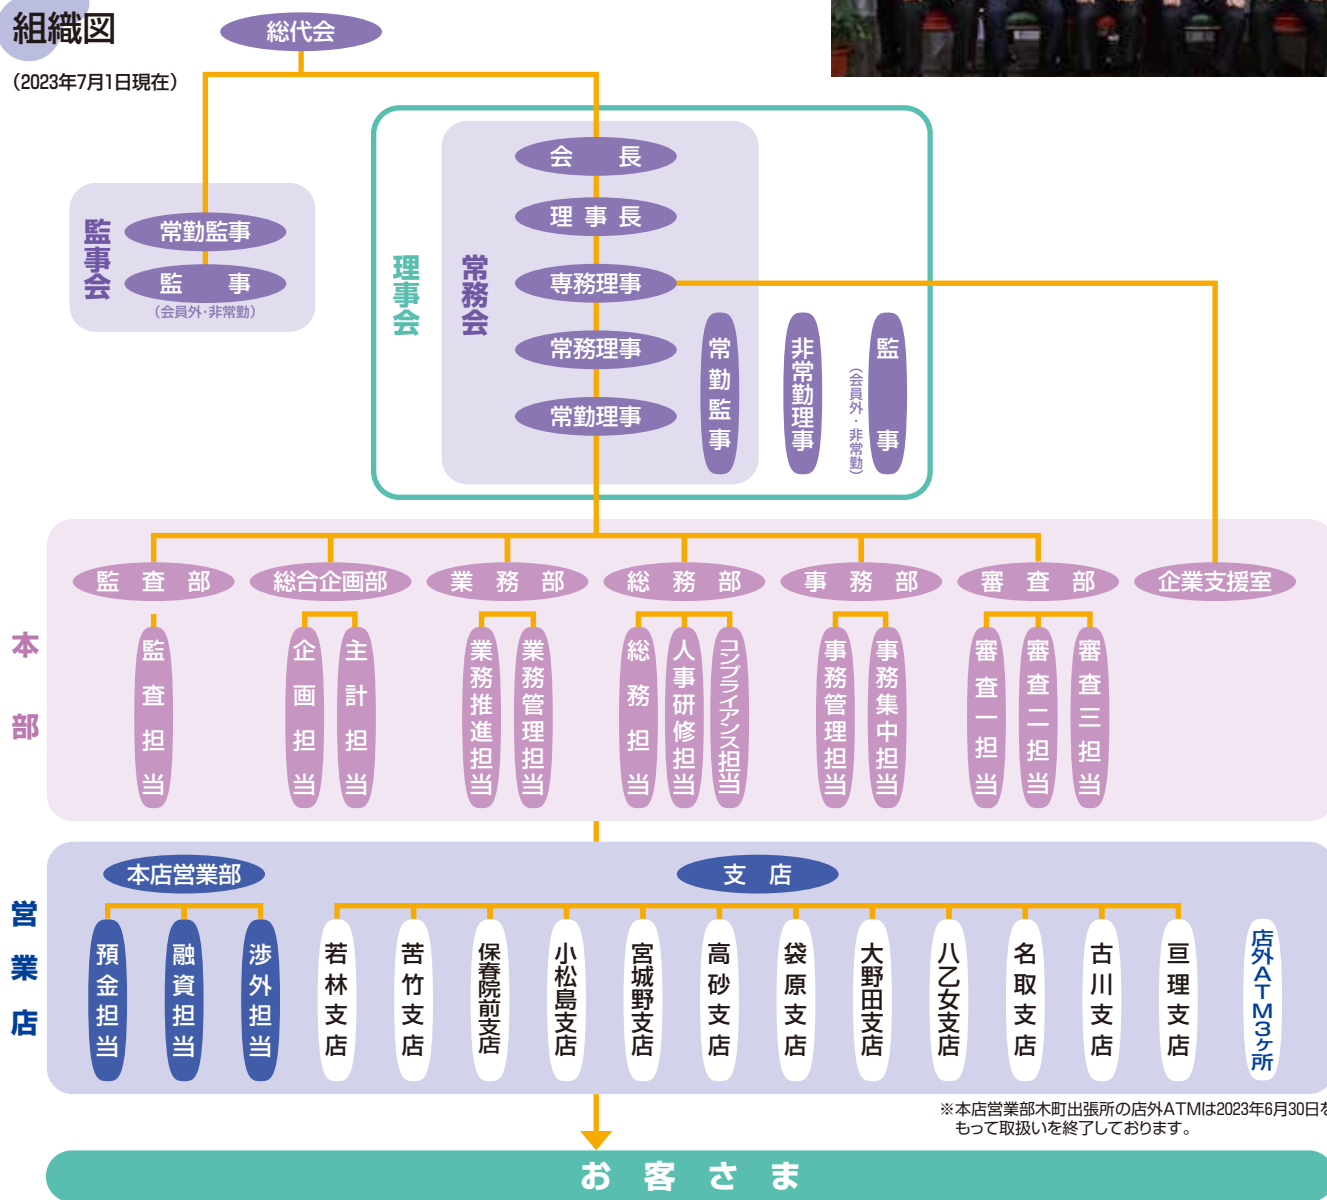 組織図
(2023年7月1日現在)
総代会
監事会
常勤監事
監事
(会員外・非常勤)
理事会
常務会
会長
理事長
専務理事
常務理事
常勤理事
常勤監事
非常勤理事
監事
(会員外・非常勤)
本部
監査部
総合企画部
業務部
総務部
事務部
審査部
企業支援室
監査担当
企画担当
主計担当
業務推進担当
業務管理担当
総務担当
人事研修担当
コンプライアンス担当
事務管理担当
事務集中担当
審査一担当
審査二担当
審査三担当
営業店
本店営業部
支店
預金担当
融資担当
渉外担当
若林支店
苦竹支店
保春院前支店
小松島支店
宮城野支店
高砂支店
袋原支店
大野田支店
八乙女支店
名取支店
古川支店
亘理支店
店外ATM3ヶ所
※本店営業部木町出張所の店外ATMは2023年6月30日を
もって取扱いを終了しております。
お客さま